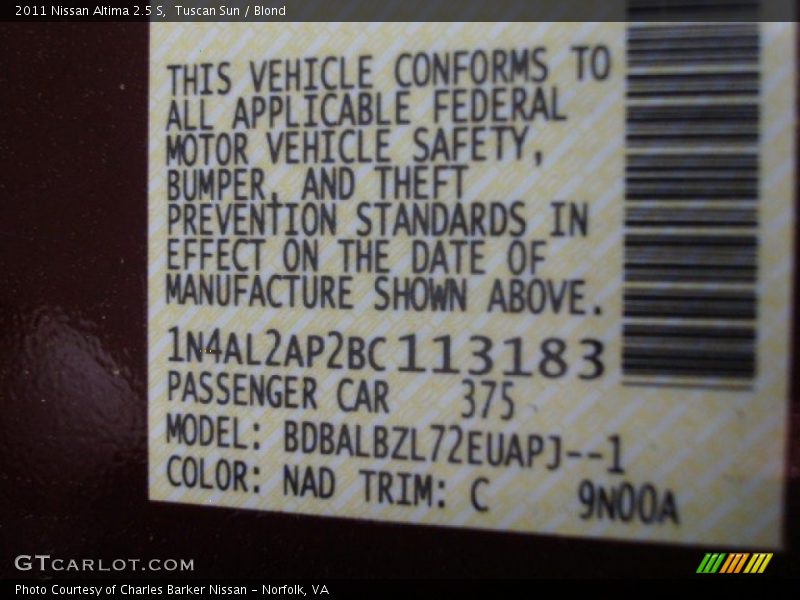 2011 Nissan Altima 2.5 S,  Tuscan Sun / Blond
THIS VEHICLE CONFORMS TO
ALL APPLICABLE FEDERAL
MOTOR VEHICLE SAFETY,
BUMPER, AND THEFT
PREVENTION STANDARDS IN
EFFECT ON THE DATE OF
MANUFACTURE SHOWN ABOVE.
1N4AL2AP2BC113183
PASSENGER CAR 375
MODEL: BDBALBZL72EUAPJ--1
COLOR: NAD TRIM: C 9N00A
GTCARLOT.COM
Photo Courtesy of Charles Barker Nissan - Norfolk, VA